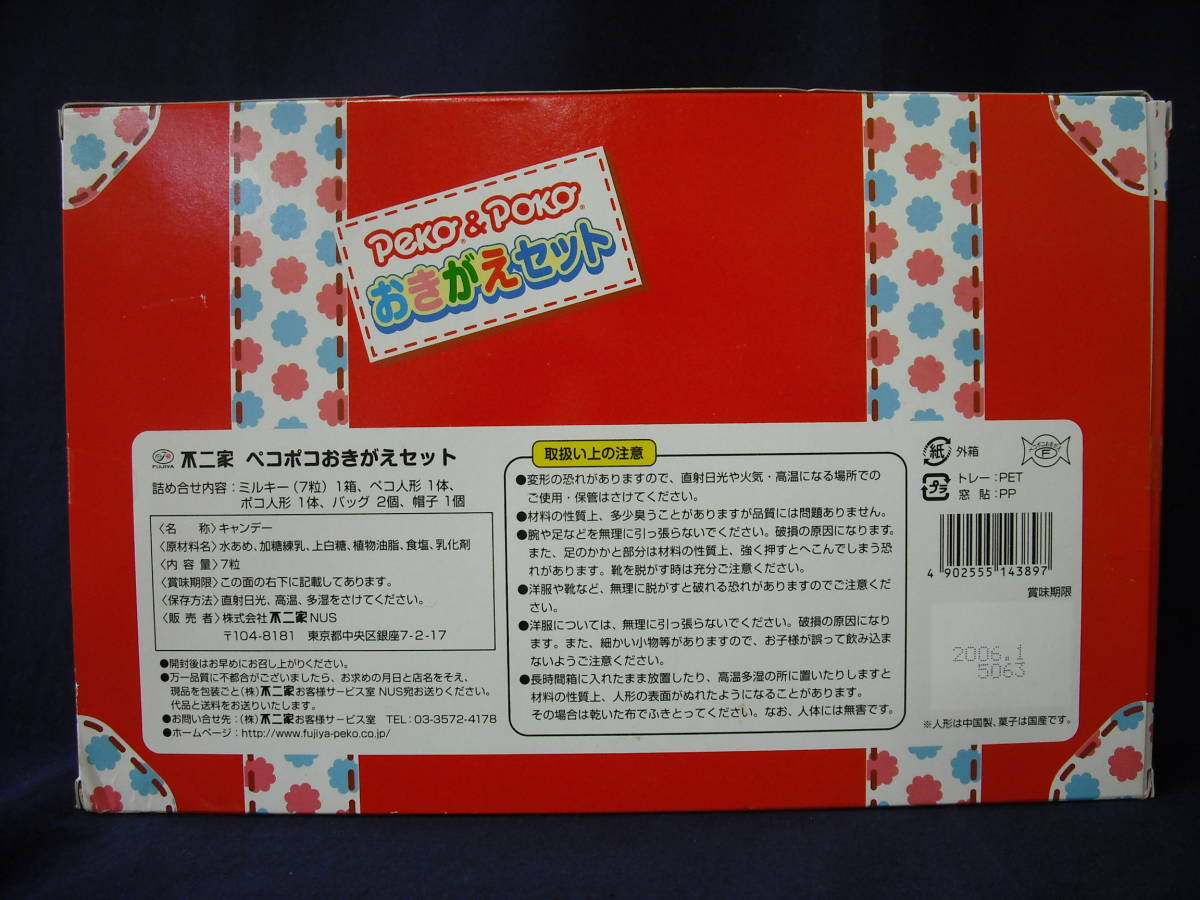 Peko® & Poko®
おきがえセット
FUJIYA 不二家 ペコポコおきがえセット
詰め合せ内容：ミルキー（7粒）1箱、ペコ人形 1体、
ポコ人形 1体、バッグ 2個、帽子 1個
〈名　　称〉キャンデー
〈原材料名〉水あめ、加糖練乳、上白糖、植物油脂、食塩、乳化剤
〈内 容 量〉7粒
〈賞味期限〉この面の右下に記載してあります。
〈保存方法〉直射日光、高温、多湿をさけてください。
〈販 売 者〉株式会社不二家NUS
〒104-8181　東京都中央区銀座7-2-17
●開封後はお早めにお召し上がりください。
●万一品質に不都合がございましたら、お求めの月日と店名をそえ、
現品を包装ごと（株）不二家お客様サービス室 NUS宛お送りください。
代品と送料をお送りいたします。
●お問い合せ先：（株）不二家お客様サービス室　TEL：03-3572-4178
●ホームページ：http://www.fujiya-peko.co.jp/
取扱い上の注意
●変形の恐れがありますので、直射日光や火気・高温になる場所での
ご使用・保管はさけてください。
●材料の性質上、多少臭うことがありますが品質には問題ありません。
●腕や足などを無理に引っ張らないでください。破損の原因になります。
また、足のかかと部分は材料の性質上、強く押すとへこんでしまう恐
れがあります。靴を脱がす時は充分ご注意ください。
●洋服や靴など、無理に脱がすと破れる恐れがありますのでご注意くだ
さい。
●洋服については、無理に引っ張らないでください。破損の原因になり
ます。また、細かい小物等がありますので、お子様が誤って飲み込ま
ないようご注意ください。
●長時間箱に入れたまま放置したり、高温多湿の所に置いたりしますと
材料の性質上、人形の表面がぬれたようになることがあります。
その場合は乾いた布でふきとってください。なお、人体には無害です。
紙 外箱
プラ トレー：PET
窓 貼：PP
4 902555 143897
賞味期限
2006.1
5063
※人形は中国製、菓子は国産です。